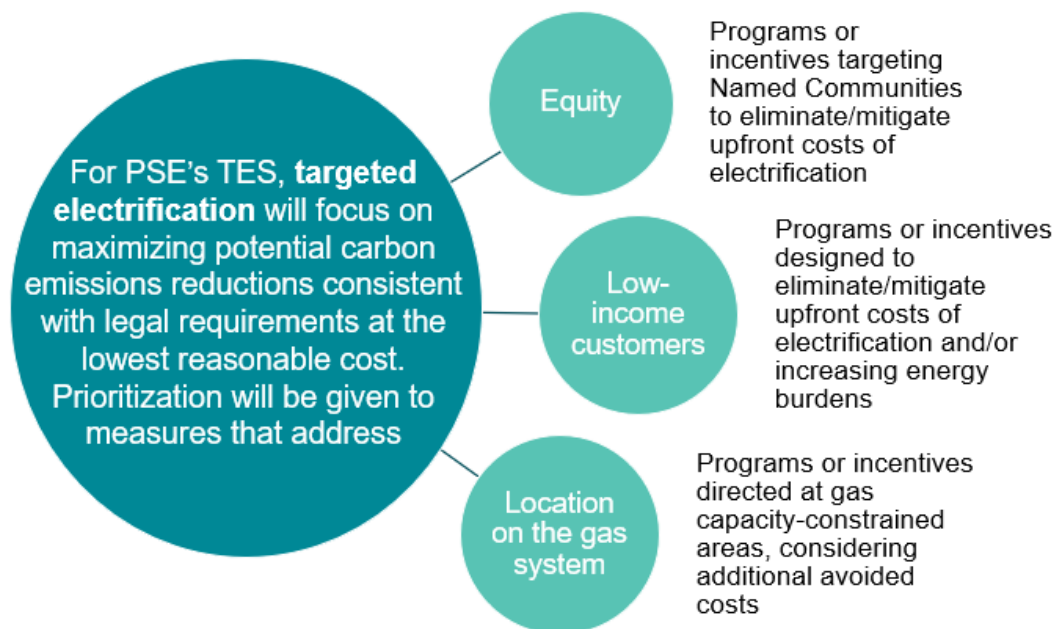 For PSE's TES, targeted
electrification will focus on
maximizing potential carbon
emissions reductions consistent
with legal requirements at the
lowest reasonable cost.
Prioritization will be given to
measures that address
Equity
Programs or
incentives targeting
Named Communities
to eliminate/mitigate
upfront costs of
electrification
Low-
income
customers
Programs or incentives
designed to
eliminate/mitigate
upfront costs of
electrification and/or
increasing energy
burdens
Location
on the gas
system
Programs or incentives
directed at gas
capacity-constrained
areas, considering
additional avoided
costs